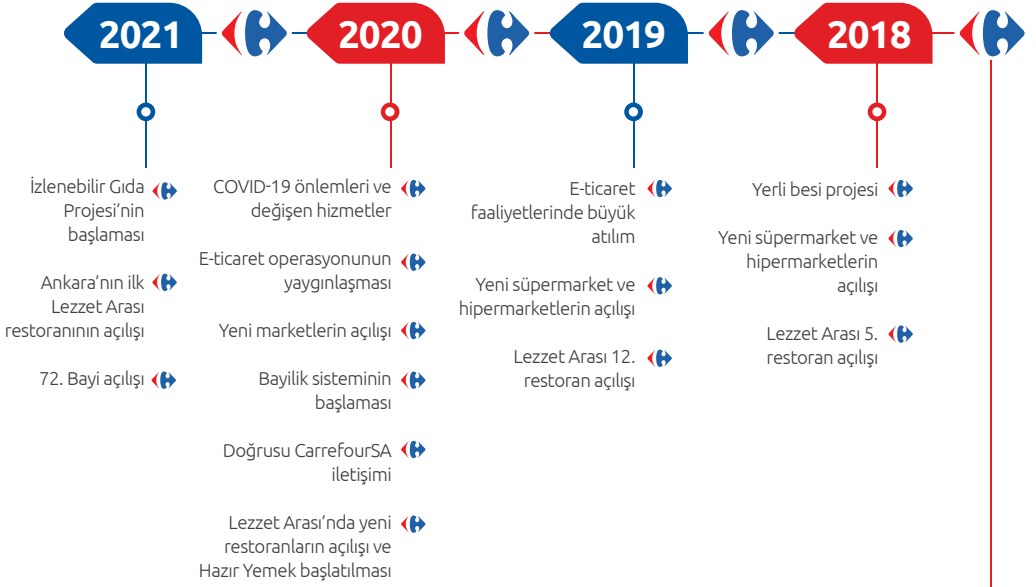 2021
2020
2019
2018
İzlenebilir Gıda
Projesi’nin
başlaması
Ankara’nın ilk
Lezzet Arası
restoranının açılışı
72. Bayi açılışı
COVID-19 önlemleri ve
değişen hizmetler
E-ticaret operasyonunun
yaygınlaşması
Yeni marketlerin açılışı
Bayilik sisteminin
başlaması
Doğrusu CarrefourSA
iletişimi
Lezzet Arası’nda yeni
restoranların açılışı ve
Hazır Yemek başlatılması
E-ticaret
faaliyetlerinde büyük
atılım
Yeni süpermarket ve
hipermarketlerin açılışı
Lezzet Arası 12.
restoran açılışı
Yerli besi projesi
Yeni süpermarket ve
hipermarketlerin
açılışı
Lezzet Arası 5.
restoran açılışı